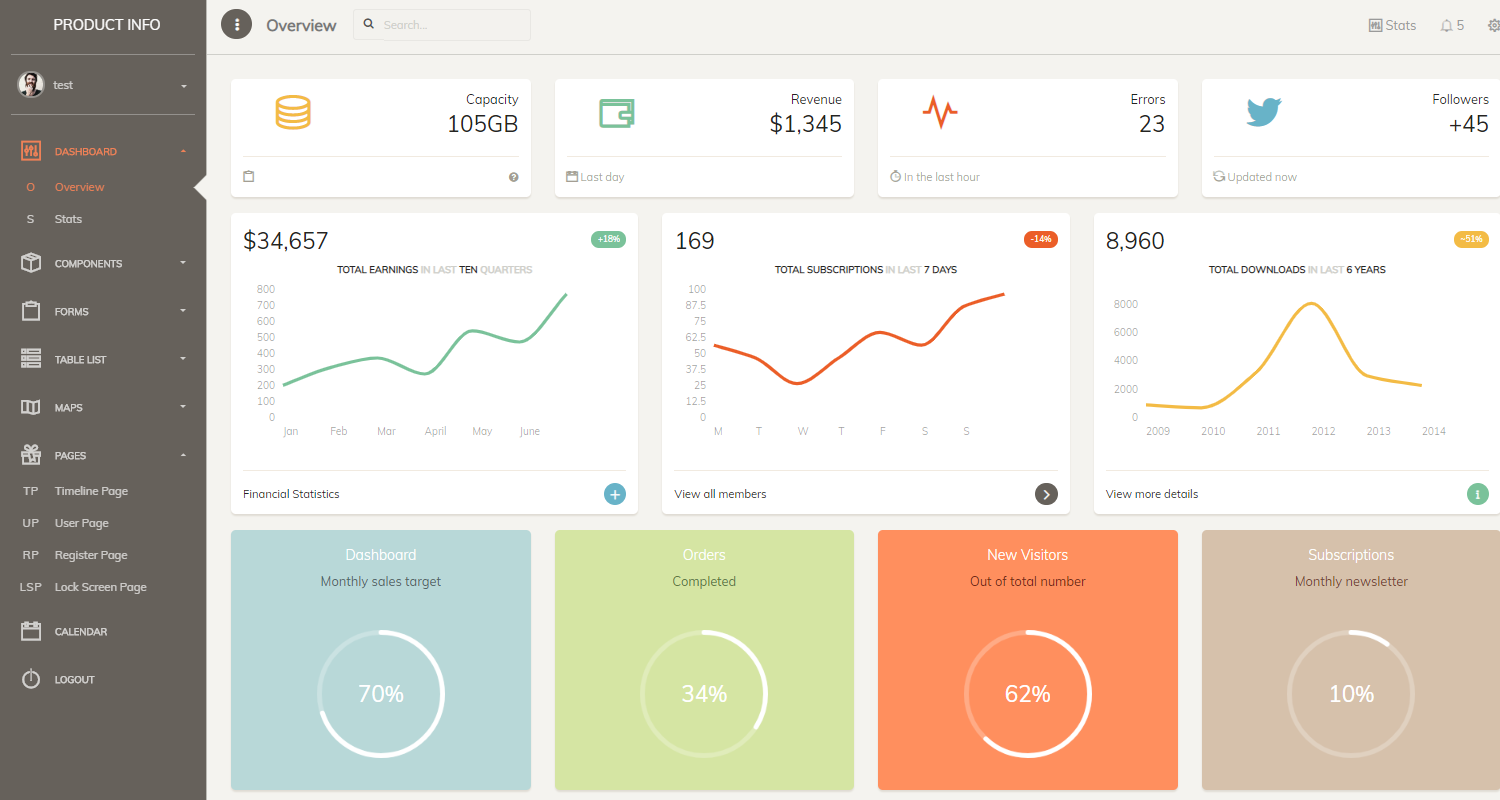 PRODUCT INFO
test
DASHBOARD
O Overview
S Stats
COMPONENTS
FORMS
TABLE LIST
MAPS
PAGES
TP Timeline Page
UP User Page
RP Register Page
LSP Lock Screen Page
CALENDAR
LOGOUT
Overview
Search...
Stats
5
Capacity
105GB
Revenue
$1,345
Last day
Errors
23
In the last hour
Followers
+45
Updated now
$34,657
+18%
TOTAL EARNINGS IN LAST TEN QUARTERS
800
700
600
500
400
300
200
100
0
Jan Feb Mar April May June
Financial Statistics
169
-14%
TOTAL SUBSCRIPTIONS IN LAST 7 DAYS
100
87.5
75
62.5
50
37.5
25
12.5
0
M T W T F S S
View all members
8,960
~51%
TOTAL DOWNLOADS IN LAST 6 YEARS
8000
6000
4000
2000
0
2009 2010 2011 2012 2013 2014
View more details
Dashboard
Monthly sales target
70%
Orders
Completed
34%
New Visitors
Out of total number
62%
Subscriptions
Monthly newsletter
10%